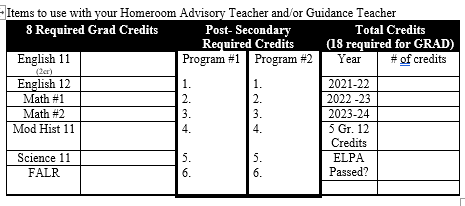 Items to use with your Homeroom Advisory Teacher and/or Guidance Teacher
8 Required Grad Credits Post- Secondary Required Credits Total Credits (18 required for GRAD)
English 11 (2cr) Program #1 Program #2 Year # of credits
English 12 1. 1. 2021-22
Math #1 2. 2. 2022 -23
Math #2 3. 3. 2023-24
Mod Hist 11 4. 4. 5 Gr. 12 Credits
Science 11 5. 5. ELPA
FALR 6. 6. Passed?